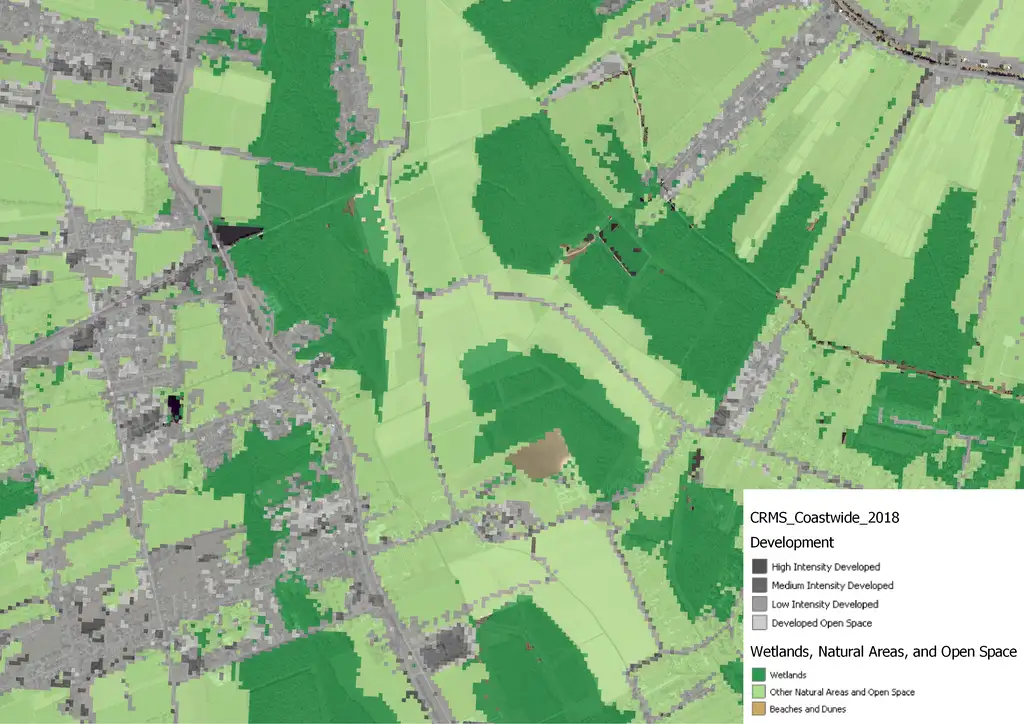 CRMS_Coastwide_2018
Development
High Intensity Developed
Medium Intensity Developed
Low Intensity Developed
Developed Open Space
Wetlands, Natural Areas, and Open Space
Wetlands
Other Natural Areas and Open Space
Beaches and Dunes